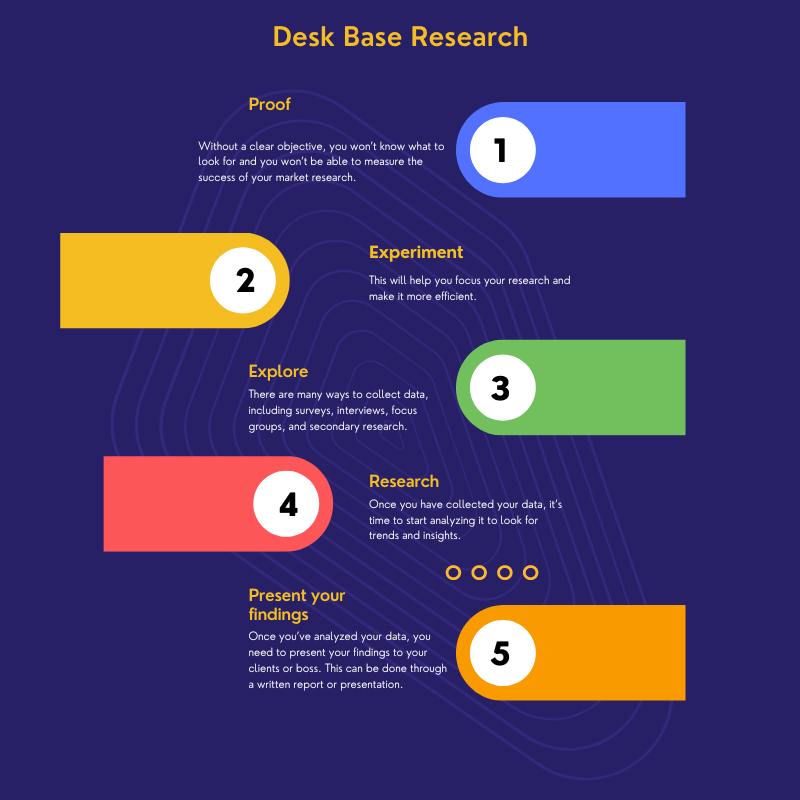 Desk Base Research
Proof
Without a clear objective, you won't know what to
look for and you won't be able to measure the
success of your market research.
1
2
Experiment
This will help you focus your research and
make it more efficient.
Explore
There are many ways to collect data,
including surveys, interviews, focus
groups, and secondary research.
3
4
Research
Once you have collected your data, it's
time to start analyzing it to look for
trends and insights.
Present your
findings
Once you've analyzed your data, you
need to present your findings to your
clients or boss. This can be done through
a written report or presentation.
5